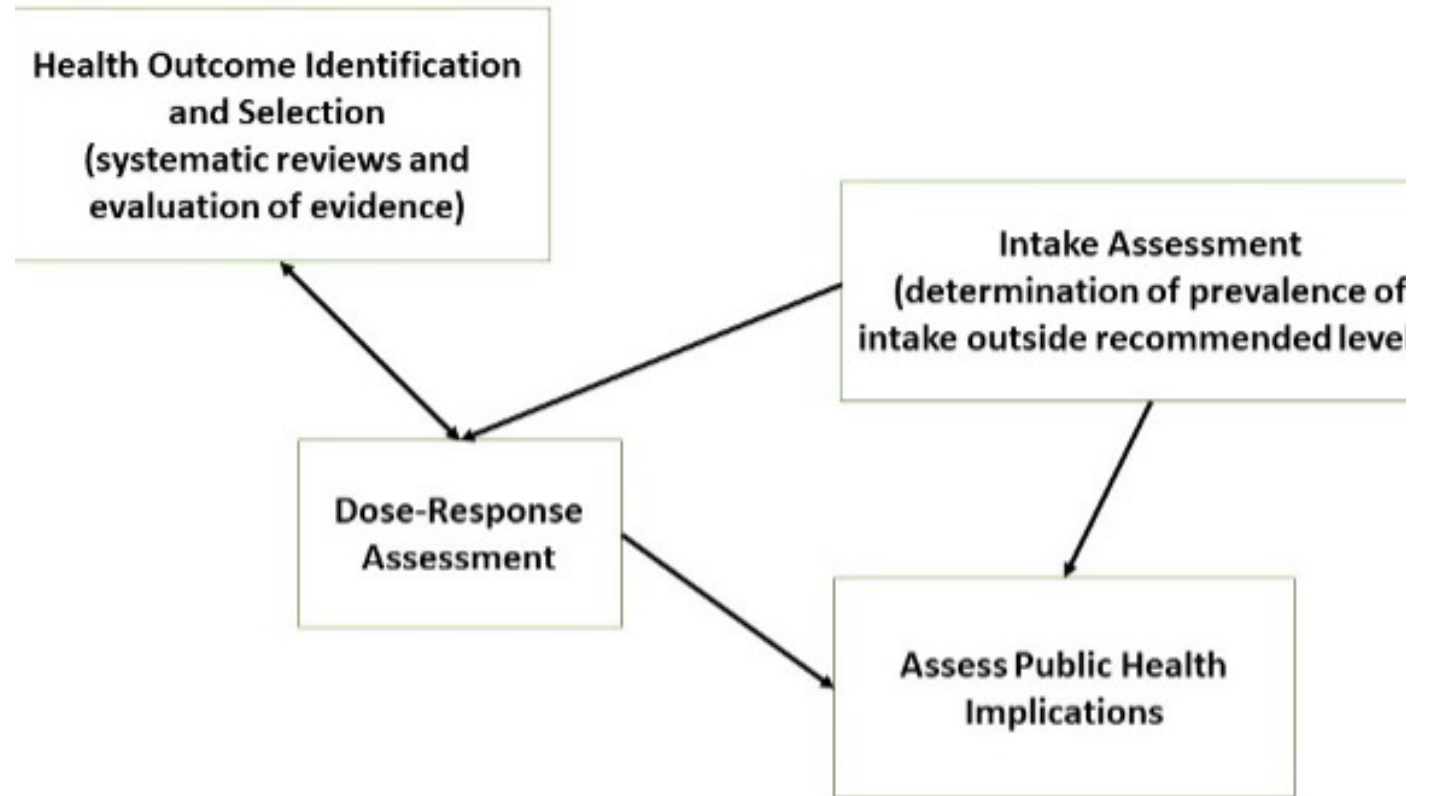 Health Outcome Identification
and Selection
(systematic reviews and
evaluation of evidence)
Intake Assessment
(determination of prevalence of
intake outside recommended
Dose-Response
Assessment
Assess Public Health
Implications